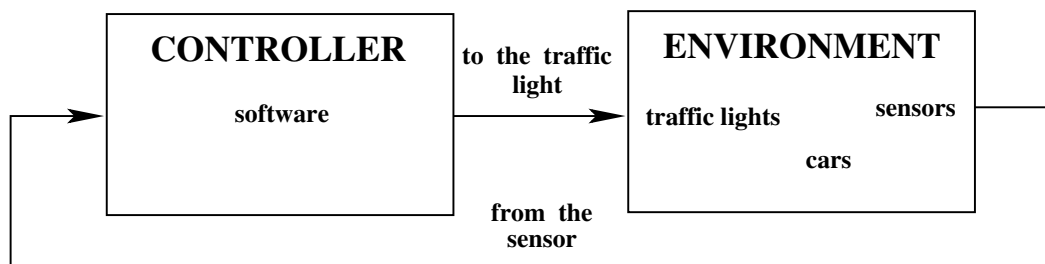 CONTROLLER
software
to the traffic
light
ENVIRONMENT
traffic lights
sensors
cars
from the
sensor